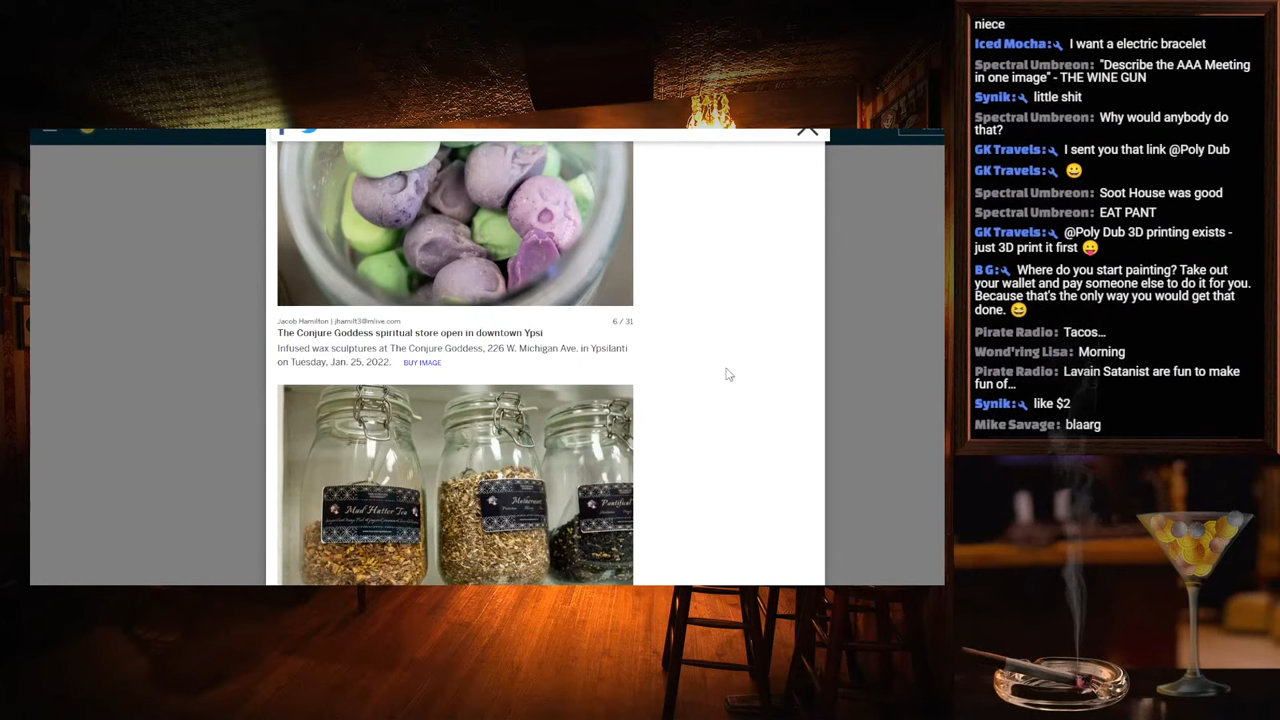 Jacob Hamilton | jhamilt3@mlive.com
6 / 31
The Conjure Goddess spiritual store open in downtown Ypsi
Infused wax sculptures at The Conjure Goddess, 226 W. Michigan Ave. in Ypsilanti
on Tuesday, Jan. 25, 2022. BUY IMAGE
Mad Hatter Tea
Motherwort
niece
Iced Mocha: I want a electric bracelet
Spectral Umbreon: "Describe the AAA Meeting
in one image" - THE WINE GUN
Synik: little shit
Spectral Umbreon: Why would anybody do
that?
GK Travels: I sent you that link @Poly Dub
GK Travels: 😀
Spectral Umbreon: Soot House was good
Spectral Umbreon: EAT PANT
GK Travels: @Poly Dub 3D printing exists -
just 3D print it first 😛
B G: Where do you start painting? Take out
your wallet and pay someone else to do it for you.
Because that's the only way you would get that
done. 😆
Pirate Radio: Tacos...
Wond'ring Lisa: Morning
Pirate Radio: Lavain Satanist are fun to make
fun of...
Synik: like $2
Mike Savage: blaarg